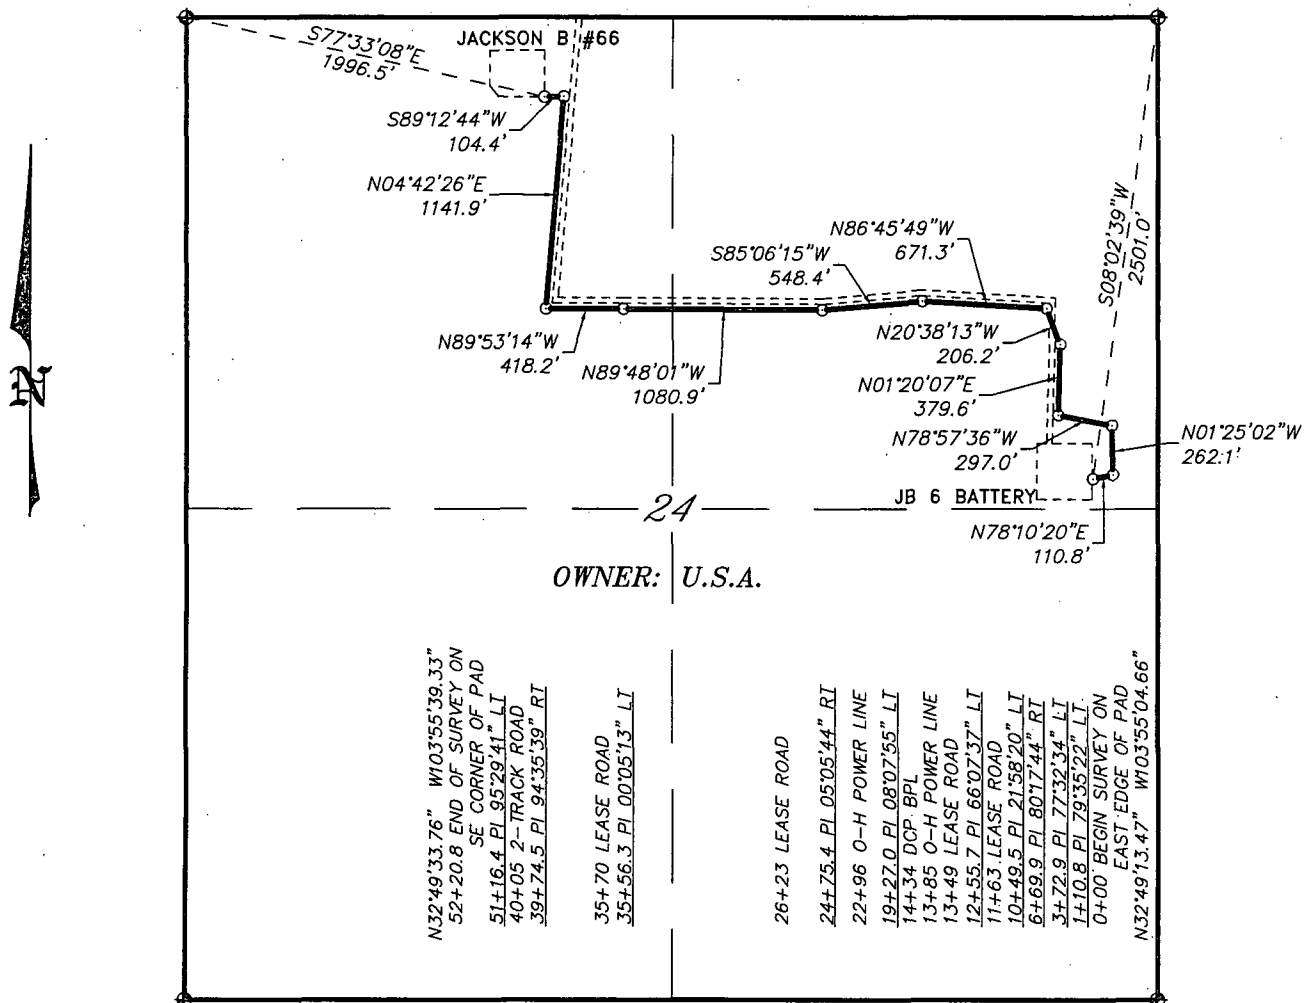 S77°33'08"E
1996.5'
JACKSON B #66
S89°12'44"W
104.4'
N04°42'26"E
1141.9'
N86°45'49"W
671.3'
S85°06'15"W
548.4'
S08°02'39"W
2501.0'
N89°53'14"W
418.2'
N89°48'01"W
1080.9'
N20°38'13"W
206.2'
N01°20'07"E
379.6'
N78°57'36"W
297.0'
N01°25'02"W
262.1'
JB 6 BATTERY
N78°10'20"E
110.8'
N
24
OWNER: U.S.A.
N32°49'33.76" W103°55'39.33"
52+20.8 END OF SURVEY ON
SE CORNER OF PAD
51+16.4 PI 95°29'41" LT
40+05 2-TRACK ROAD
39+74.5 PI 94°35'39" RT
35+70 LEASE ROAD
35+56.3 PI 00°05'13" LT
26+23 LEASE ROAD
24+75.4 PI 05°05'44" RT
22+96 O-H POWER LINE
19+27.0 PI 08°07'55" LT
14+34 DCP BPL
13+85 O-H POWER LINE
13+49 LEASE ROAD
12+55.7 PI 66°07'37" LT
11+63 LEASE ROAD
10+49.5 PI 21°58'20" LT
6+69.9 PI 80°17'44" RT
3+72.9 PI 77°32'34" LT
1+10.8 PI 79°35'22" LT
0+00 BEGIN SURVEY ON
EAST EDGE OF PAD
N32°49'13.47" W103°55'04.66"